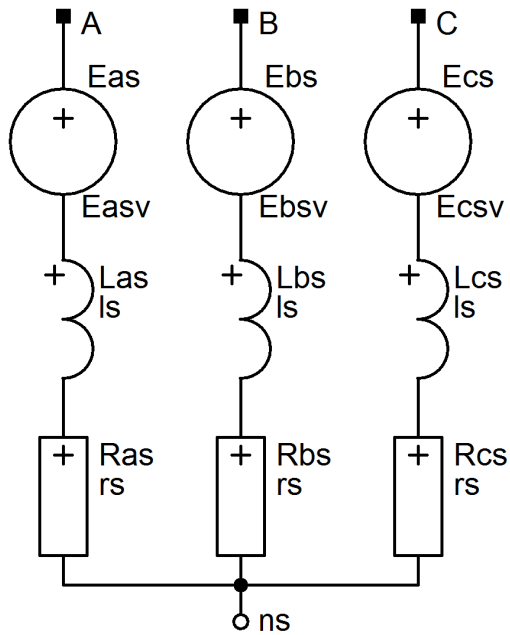 A B C
Eas Ebs Ecs
+ + +
Easv Ebsv Ecsv
+ Las + Lbs + Lcs
ls ls ls
+ Ras + Rbs + Rcs
rs rs rs
ns